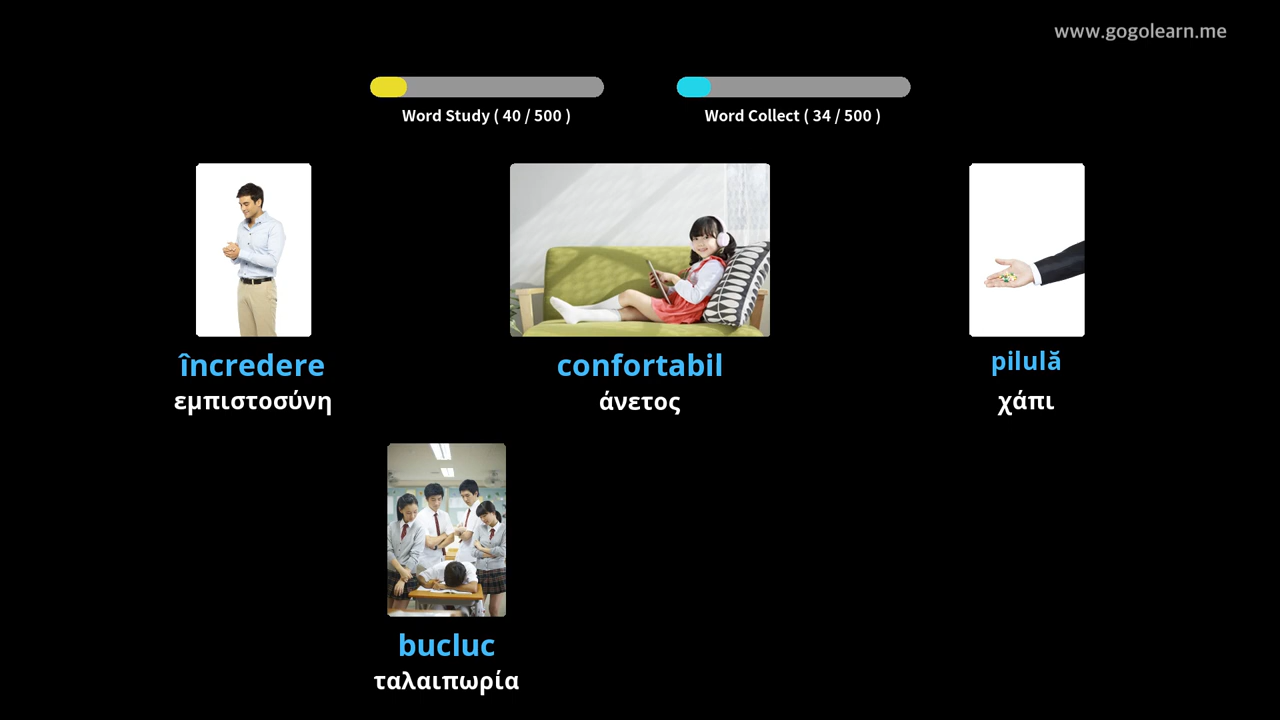 www.gogolearn.me
Word Study ( 40 / 500 )
Word Collect ( 34 / 500 )
încredere
εμπιστοσύνη
confortabil
άνετος
pilulă
χάπι
bucluc
ταλαιπωρία